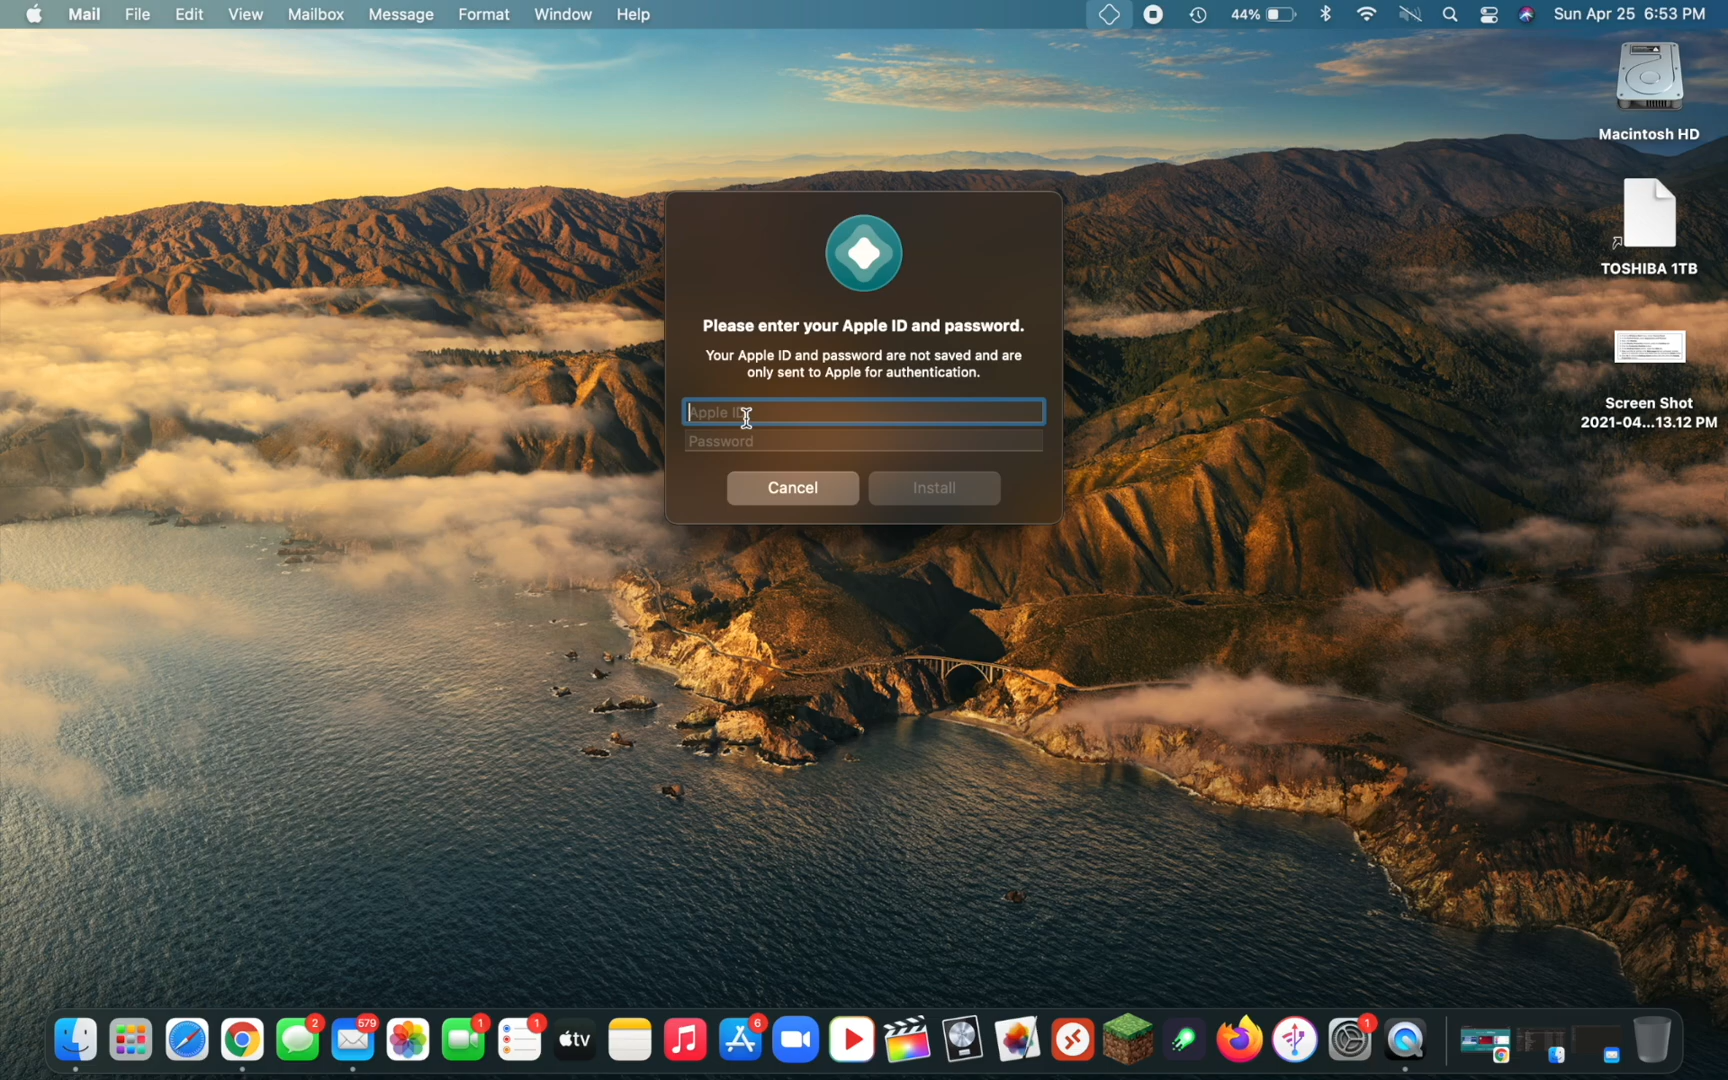 Mail File Edit View Mailbox Message Format Window Help 44% Sun Apr 25 6:53 PM
Macintosh HD
TOSHIBA 1TB
Screen Shot
2021-04...13.12 PM
Please enter your Apple ID and password.
Your Apple ID and password are not saved and are
only sent to Apple for authentication.
Apple ID
Password
Cancel Install
2 579 1 1 tv 6 1